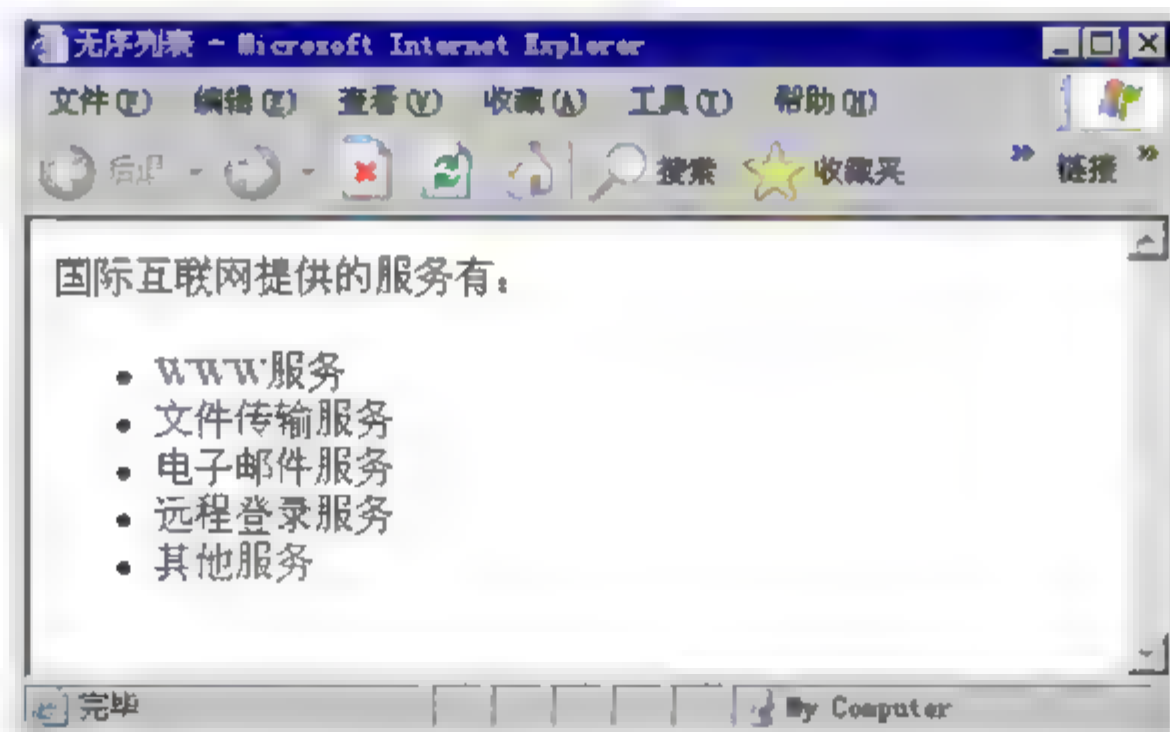 无序列表 - Microsoft Internet Explorer
文件(F) 编辑(E) 查看(V) 收藏(A) 工具(T) 帮助(H)
后退 搜索 收藏夹 » 链接 »
国际互联网提供的服务有：
• WWW服务
• 文件传输服务
• 电子邮件服务
• 远程登录服务
• 其他服务
完毕 My Computer